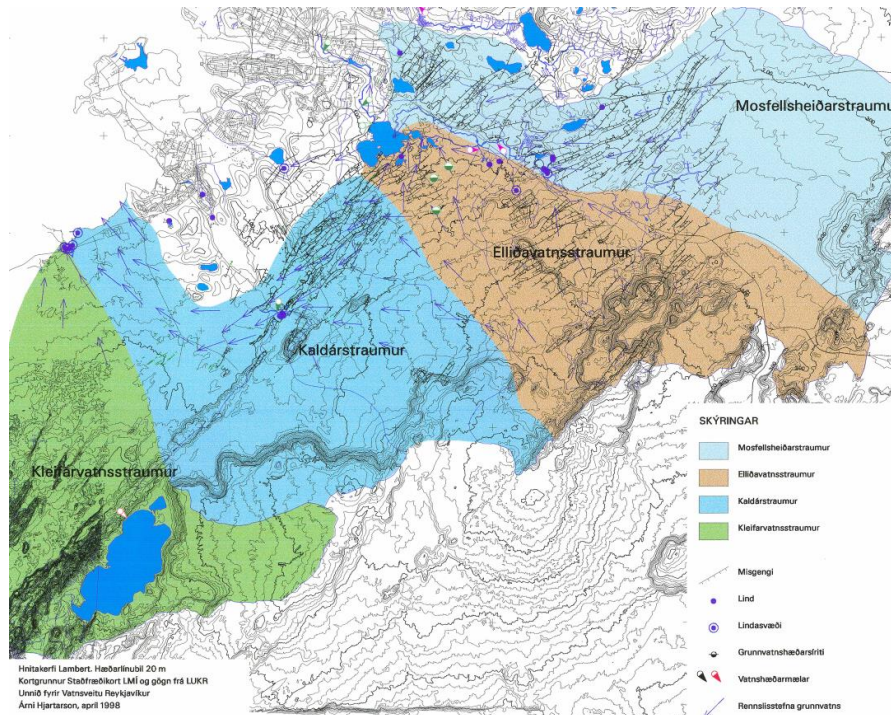 Mosfellsheiðarstraumu
Elliðavatnsstraumur
Kaldárstraumur
Kleifarvatnsstraumur
SKÝRINGAR
Mosfellsheiðarstraumur
Elliðavatnsstraumur
Kaldárstraumur
Kleifarvatnsstraumur
Misgengi
Lind
Lindasvæði
Grunnvatnshæðarsíriti
Vatnshæðarmælar
Rennslisstefna grunnvatns
Hnitakerfi Lambert. Hæðarlínubil 20 m
Kortgrunnur Staðfræðikort LMÍ og gögn frá LUKR
Unnið fyrir Vatnsveitu Reykjavíkur
Árni Hjartarson, apríl 1998